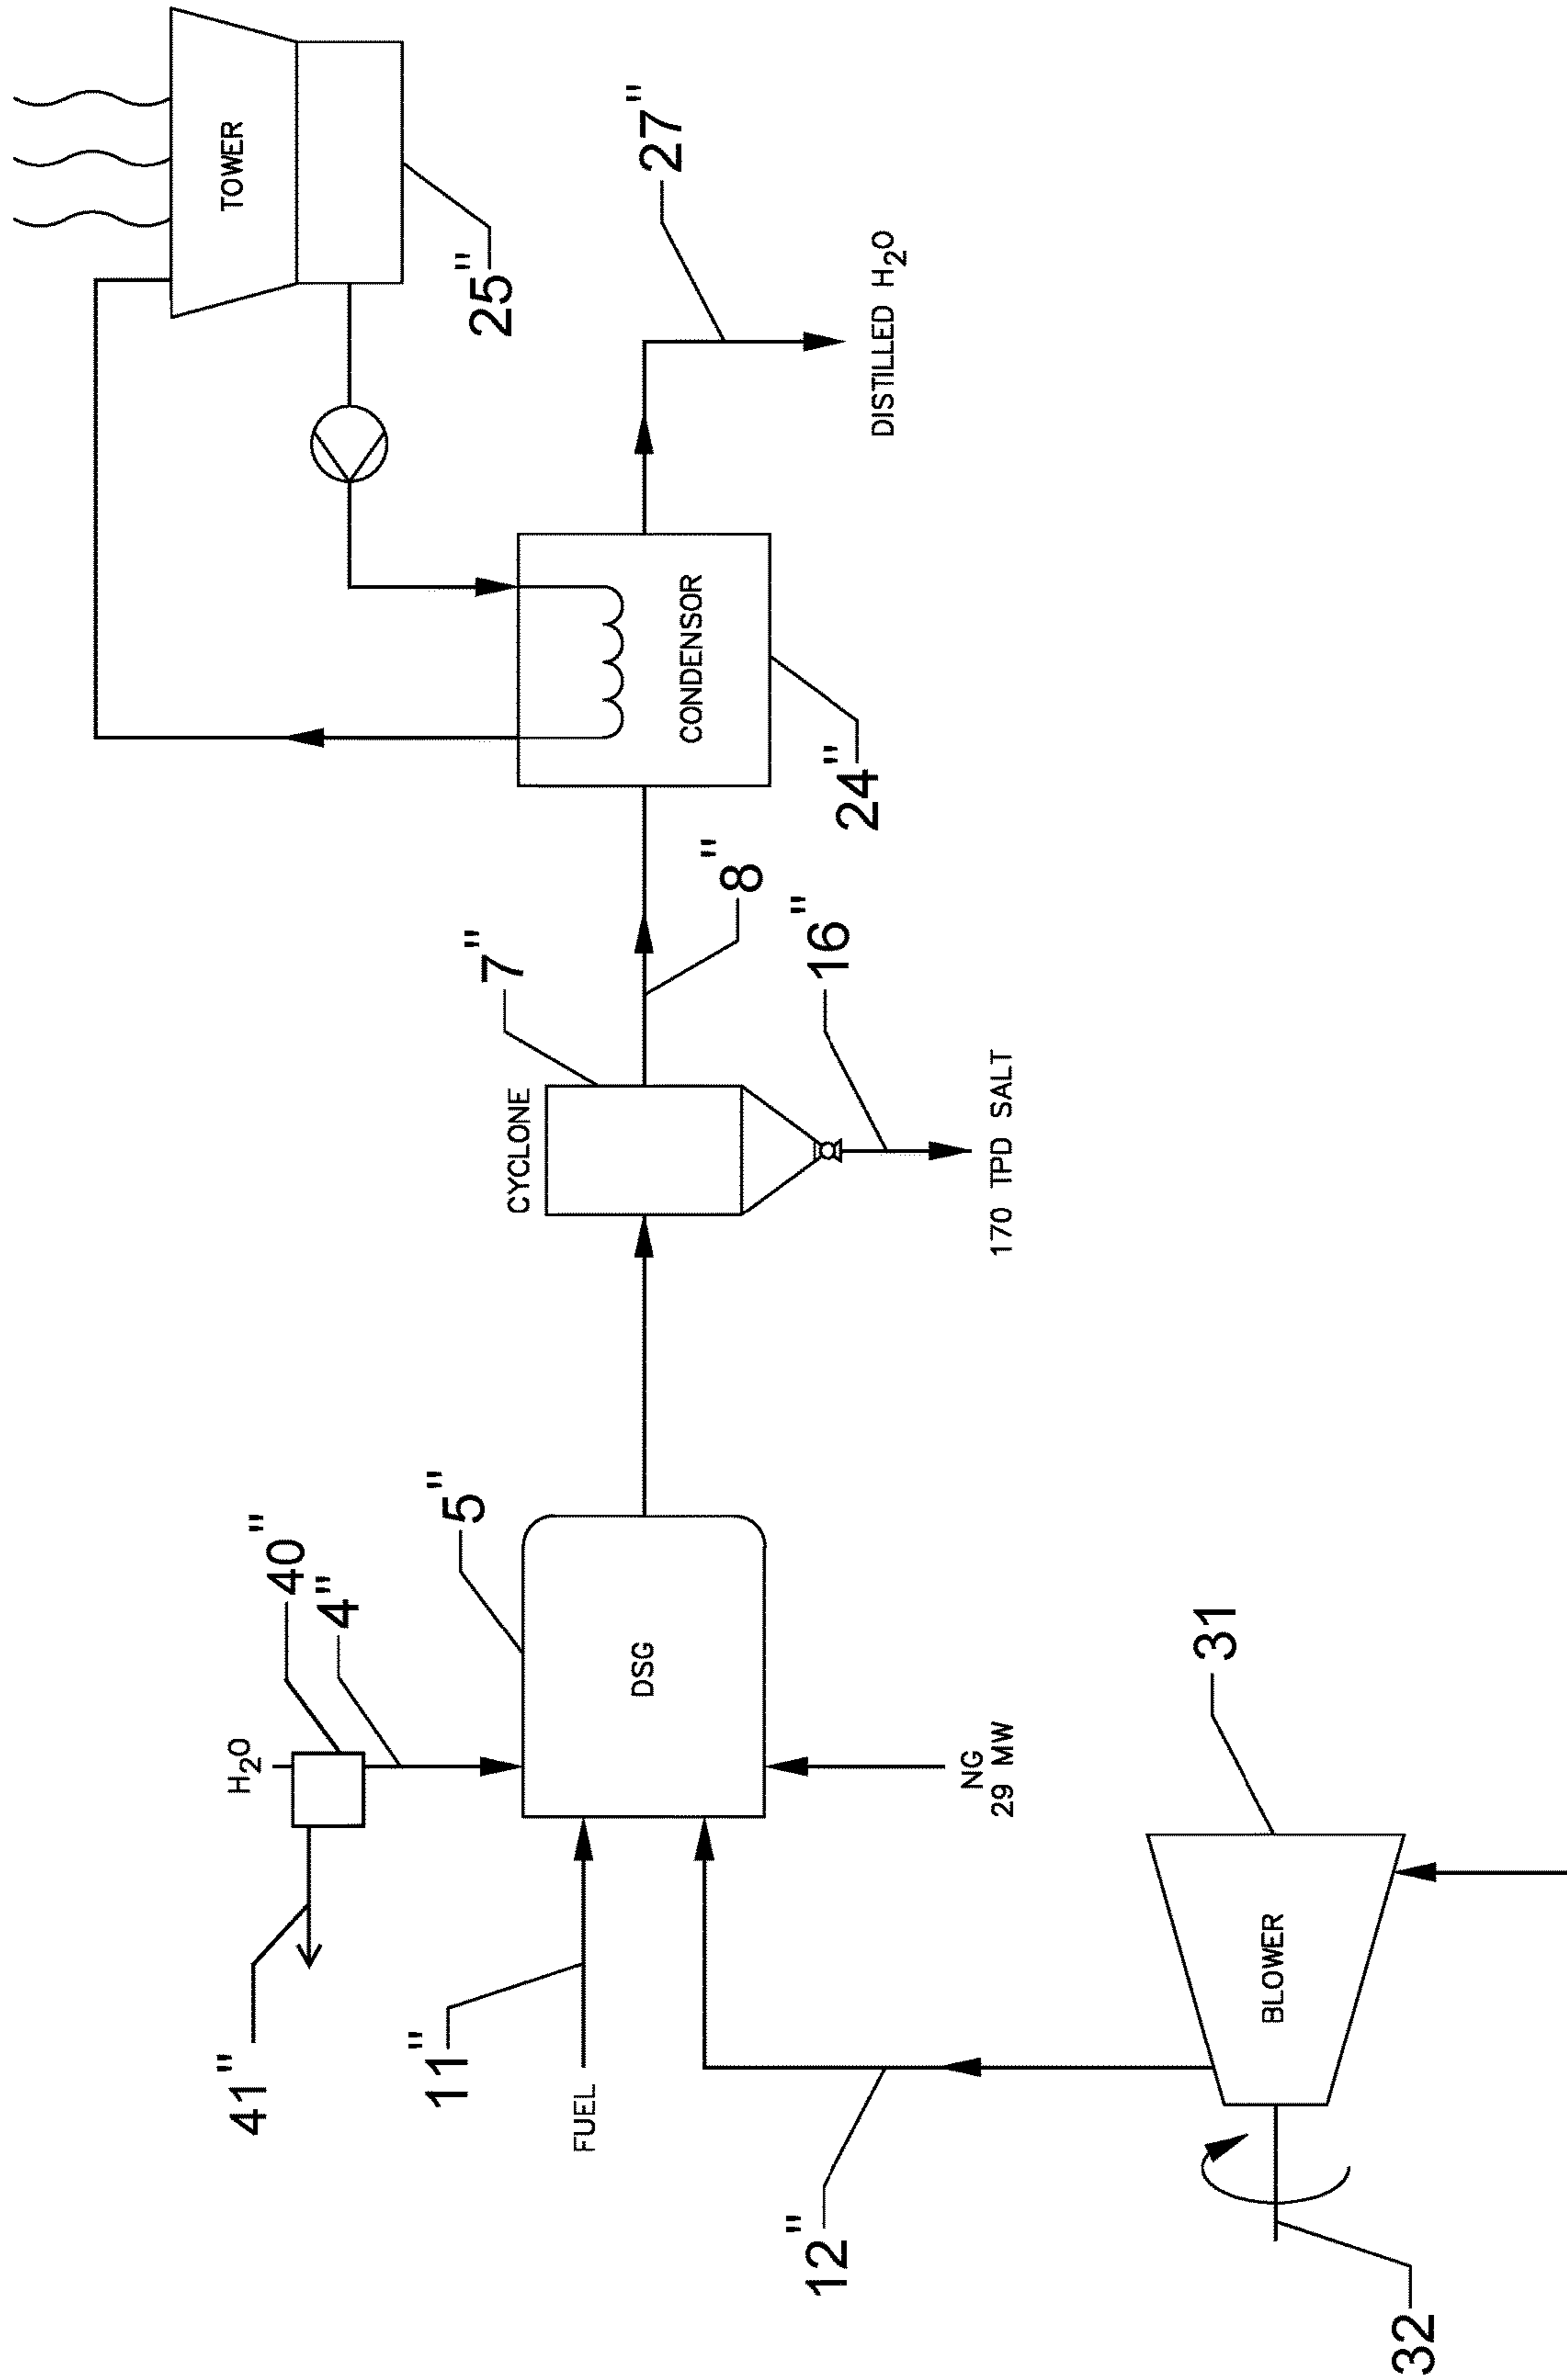 TOWER
25"
27"
DISTILLED H₂O
CONDENSOR
24"
7"
8"
CYCLONE
16"
170 TPD SALT
H₂O
40"
4"
5"
DSG
41"
11"
FUEL
NG
29 MW
12"
31
BLOWER
32